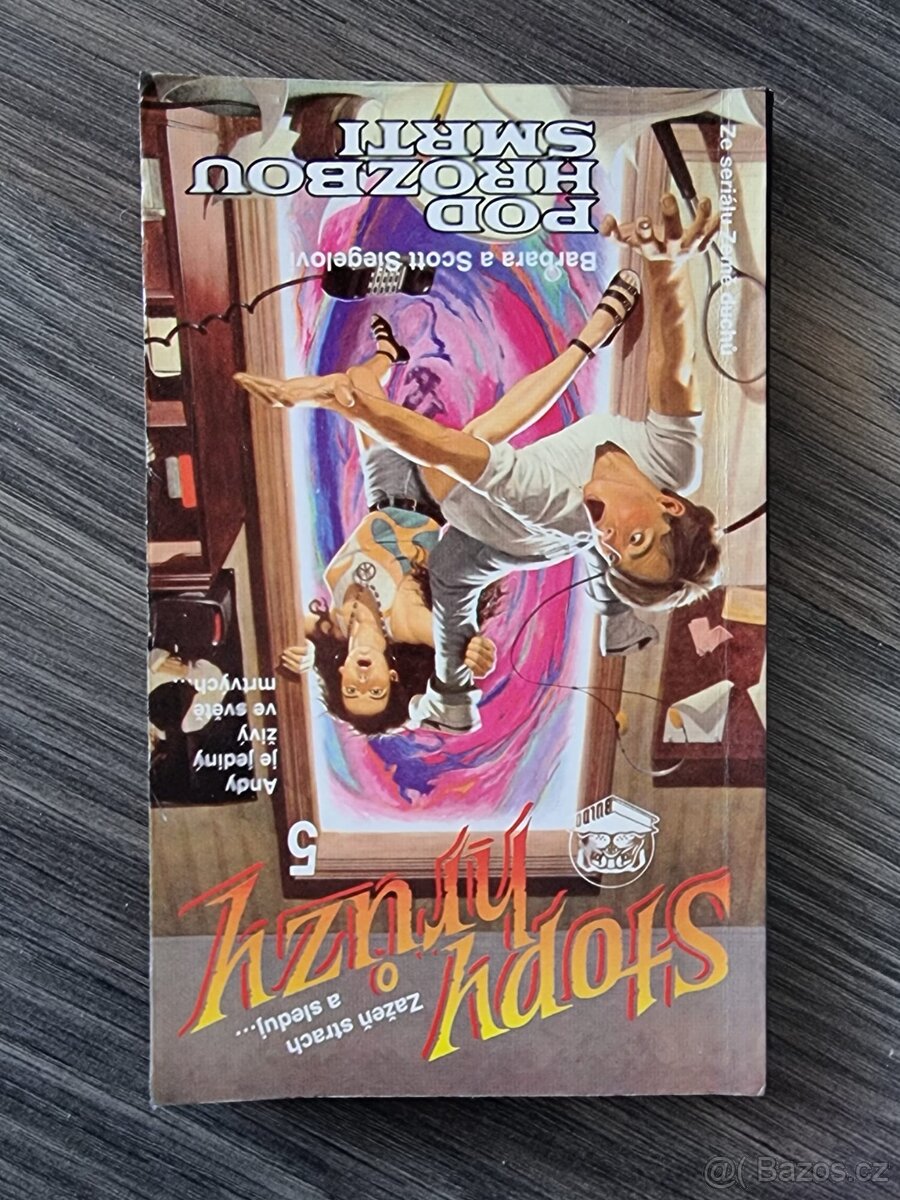 Zažeň strach
a sleduj...
Stopy
hrůzy
BULDO
5
Andy
je jediný
živý
ve světě
mrtvých...
Barbara a Scott Siegelovi
POD
HROZBOU
SMRTI
Ze seriálu Země duchů
@( Bazos.cz